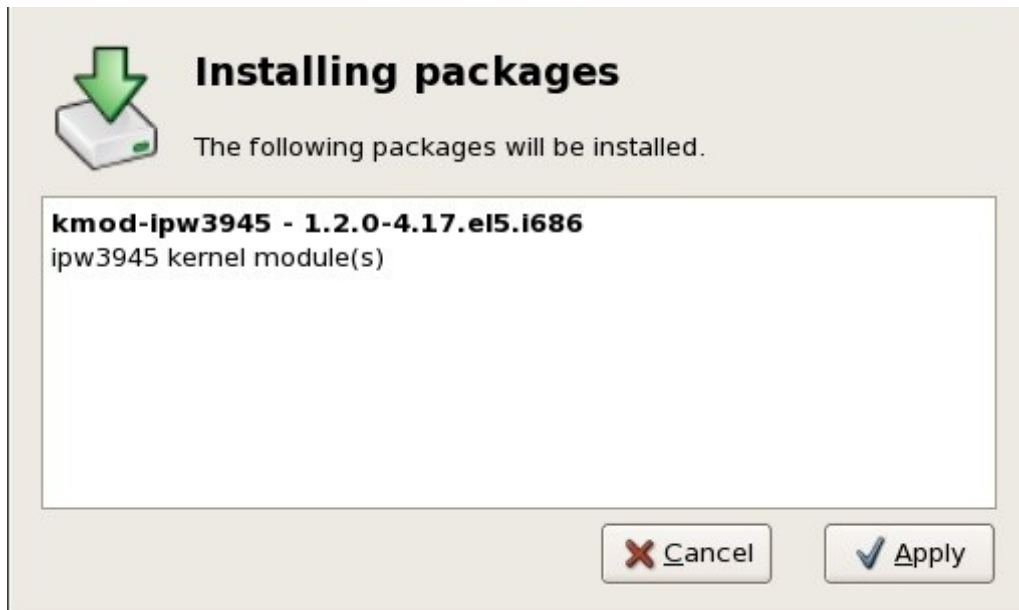 Installing packages
The following packages will be installed.
kmod-ipw3945 - 1.2.0-4.17.el5.i686
ipw3945 kernel module(s)
Cancel
Apply